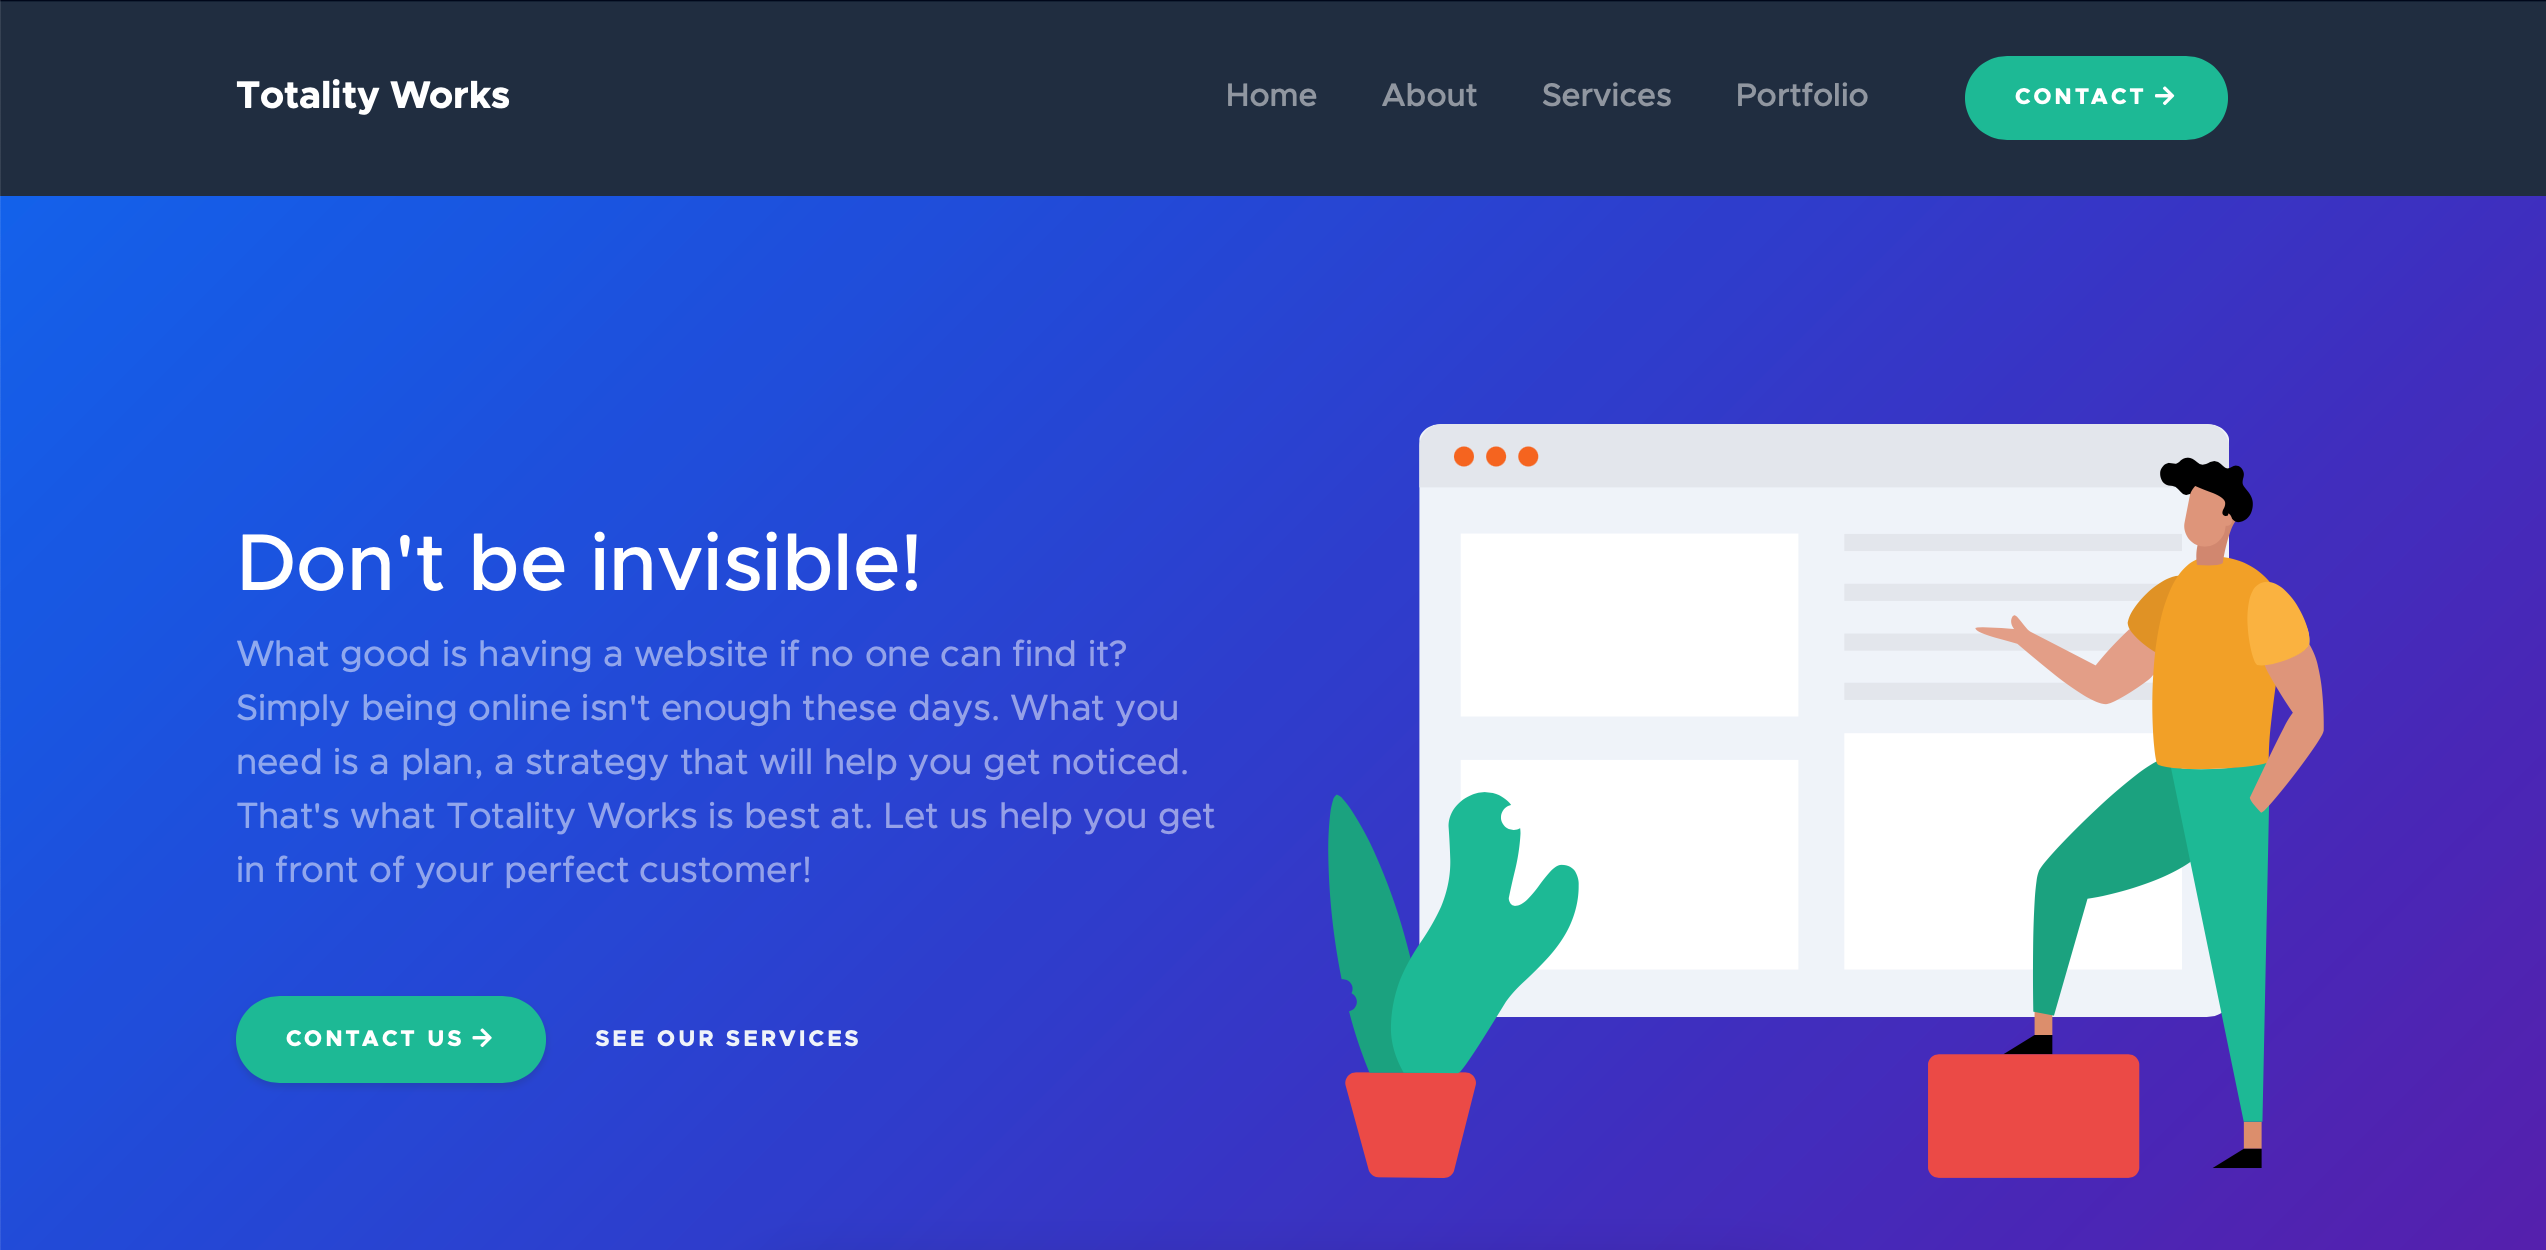 Totality Works
Home About Services Portfolio CONTACT →
Don't be invisible!
What good is having a website if no one can find it?
Simply being online isn't enough these days. What you
need is a plan, a strategy that will help you get noticed.
That's what Totality Works is best at. Let us help you get
in front of your perfect customer!
CONTACT US → SEE OUR SERVICES